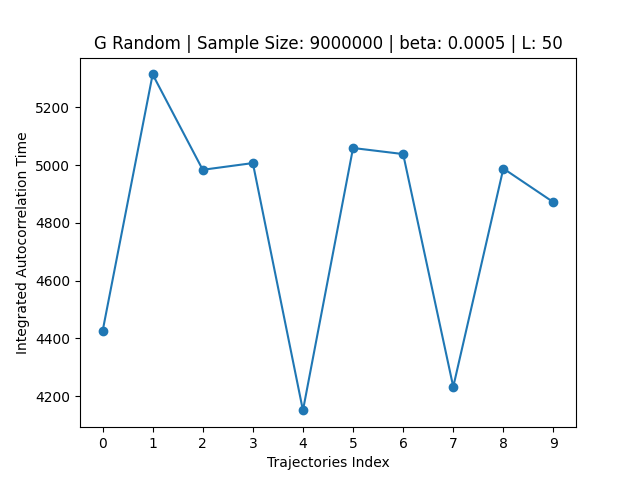 G Random | Sample Size: 9000000 | beta: 0.0005 | L: 50
Integrated Autocorrelation Time
5200
5000
4800
4600
4400
4200
0 1 2 3 4 5 6 7 8 9
Trajectories Index